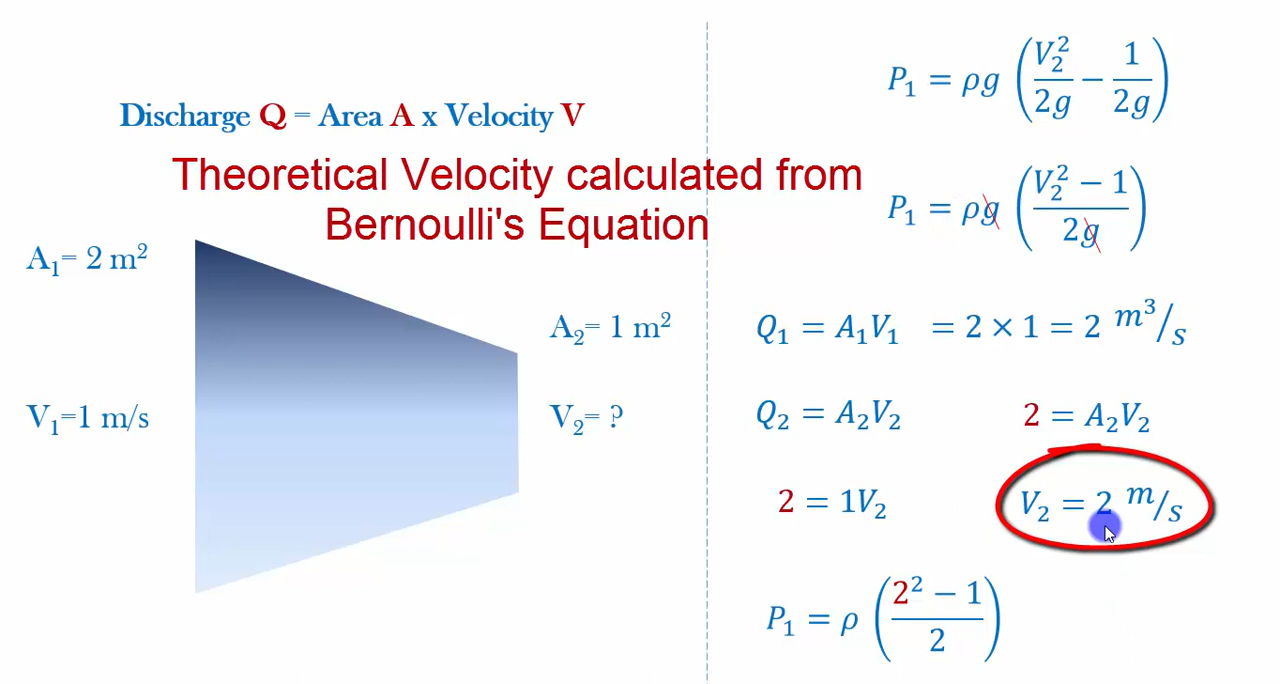 Discharge Q = Area A x Velocity V
Theoretical Velocity calculated from
Bernoulli's Equation
A₁= 2 m²
A₂= 1 m²
V₁=1 m/s
V₂= ?
P₁ = ρg (V₂²/2g − 1/2g)
P₁ = ρg (V₂² − 1/2g)
Q₁ = A₁V₁ = 2 × 1 = 2 m³/s
Q₂ = A₂V₂ 2 = A₂V₂
2 = 1V₂ V₂ = 2 m/s
P₁ = ρ (2² − 1/2)